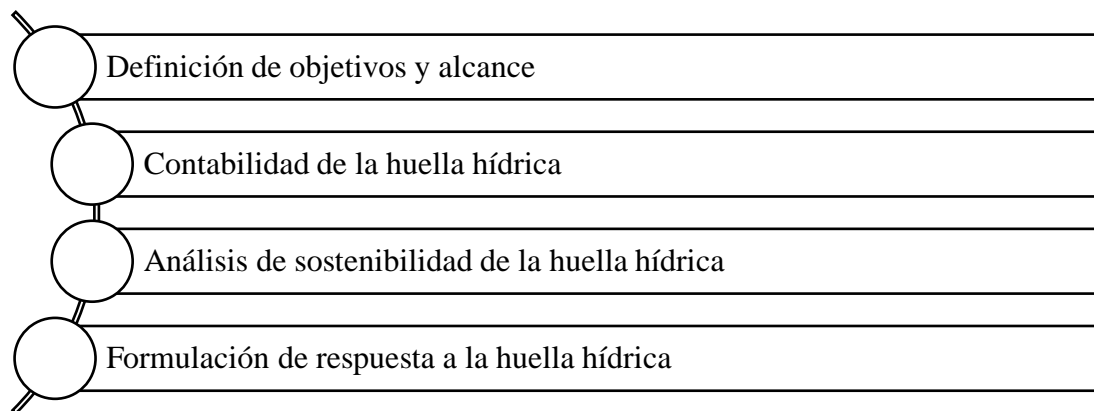 Definición de objetivos y alcance
Contabilidad de la huella hídrica
Análisis de sostenibilidad de la huella hídrica
Formulación de respuesta a la huella hídrica